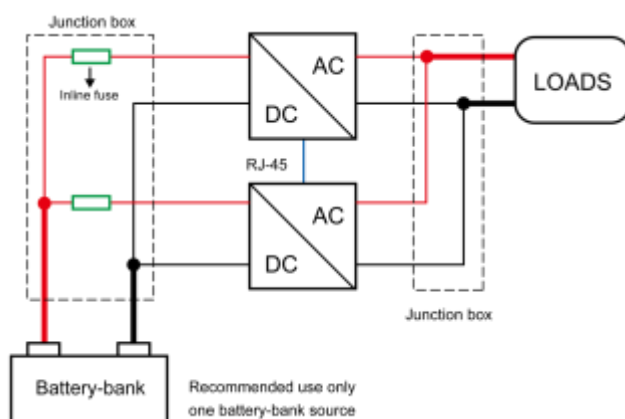 Junction box
Inline fuse
AC
DC
LOADS
RJ-45
AC
DC
Junction box
Battery-bank
Recommended use only
one battery-bank source